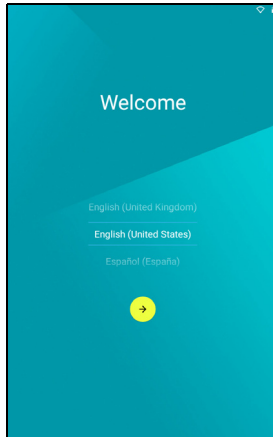 Welcome
English (United Kingdom)
English (United States)
Español (España)